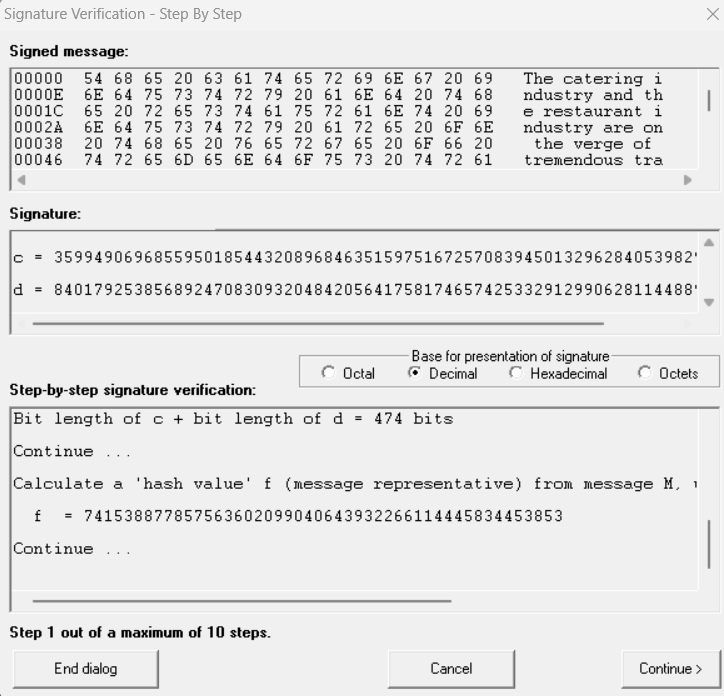 Signature Verification - Step By Step
Signed message:
00000 54 68 65 20 63 61 74 65 72 69 6E 67 20 69 The catering i
0000E 6E 64 75 73 74 72 79 20 61 6E 64 20 74 68 ndustry and th
0001C 65 20 72 65 73 74 61 75 72 61 6E 74 20 69 e restaurant i
0002A 6E 64 75 73 74 72 79 20 61 72 65 20 6F 6E ndustry are on
00038 20 74 68 65 20 76 65 72 67 65 20 6F 66 20 the verge of
00046 74 72 65 6D 65 6E 64 6F 75 73 20 74 72 61 tremendous tra
Signature:
c = 35994906968559501854432089684635159751672570839450132962840539829
d = 840179253856892470830932048420564175817465742533291299062811448 89
Base for presentation of signature
Octal Decimal Hexadecimal Octets
Step-by-step signature verification:
Bit length of c + bit length of d = 474 bits
Continue ...
Calculate a 'hash value' f (message representative) from message M,
f = 741538877857563602099040643932266114445834453853
Continue ...
Step 1 out of a maximum of 10 steps.
End dialog Cancel Continue >